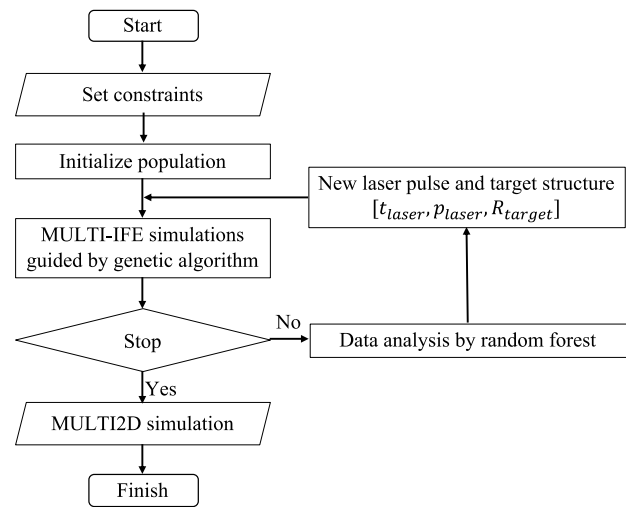 Start
Set constraints
Initialize population
New laser pulse and target structure
[t_laser, p_laser, R_target]
MULTI-IFE simulations
guided by genetic algorithm
Stop
No
Data analysis by random forest
Yes
MULTI2D simulation
Finish